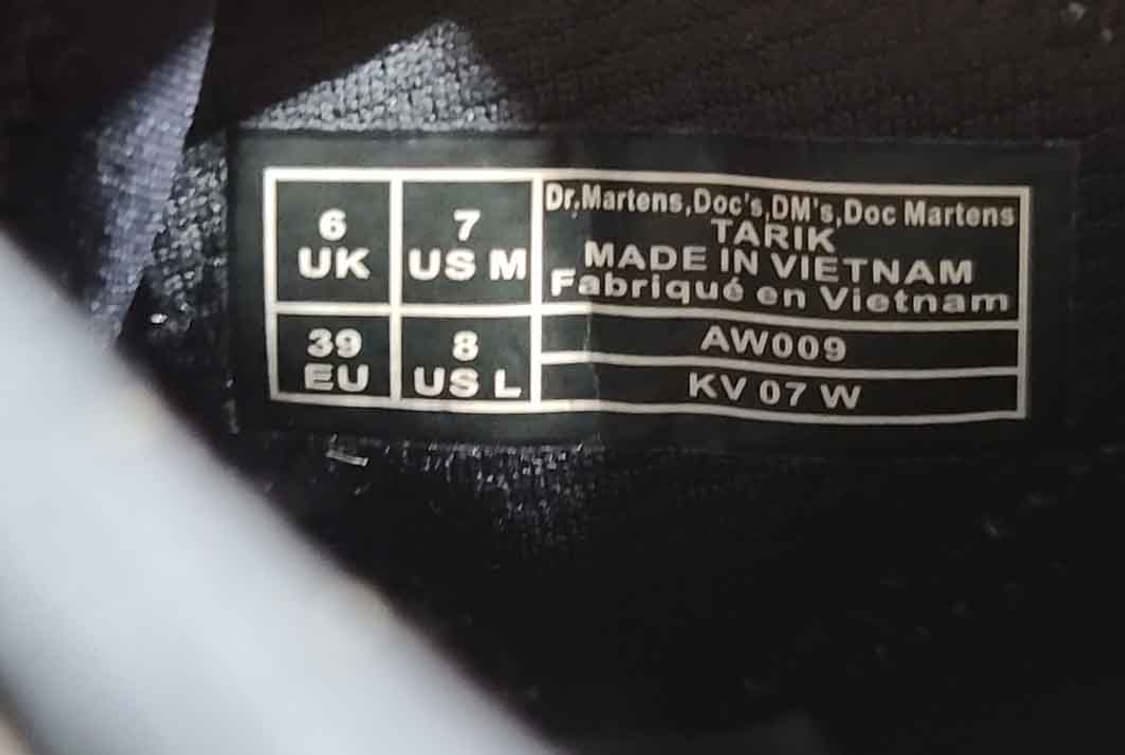 6
UK
7
US M
39
EU
8
US L
Dr.Martens,Doc's,DM's,Doc Martens
TARIK
MADE IN VIETNAM
Fabriqué en Vietnam
AW009
KV 07 W